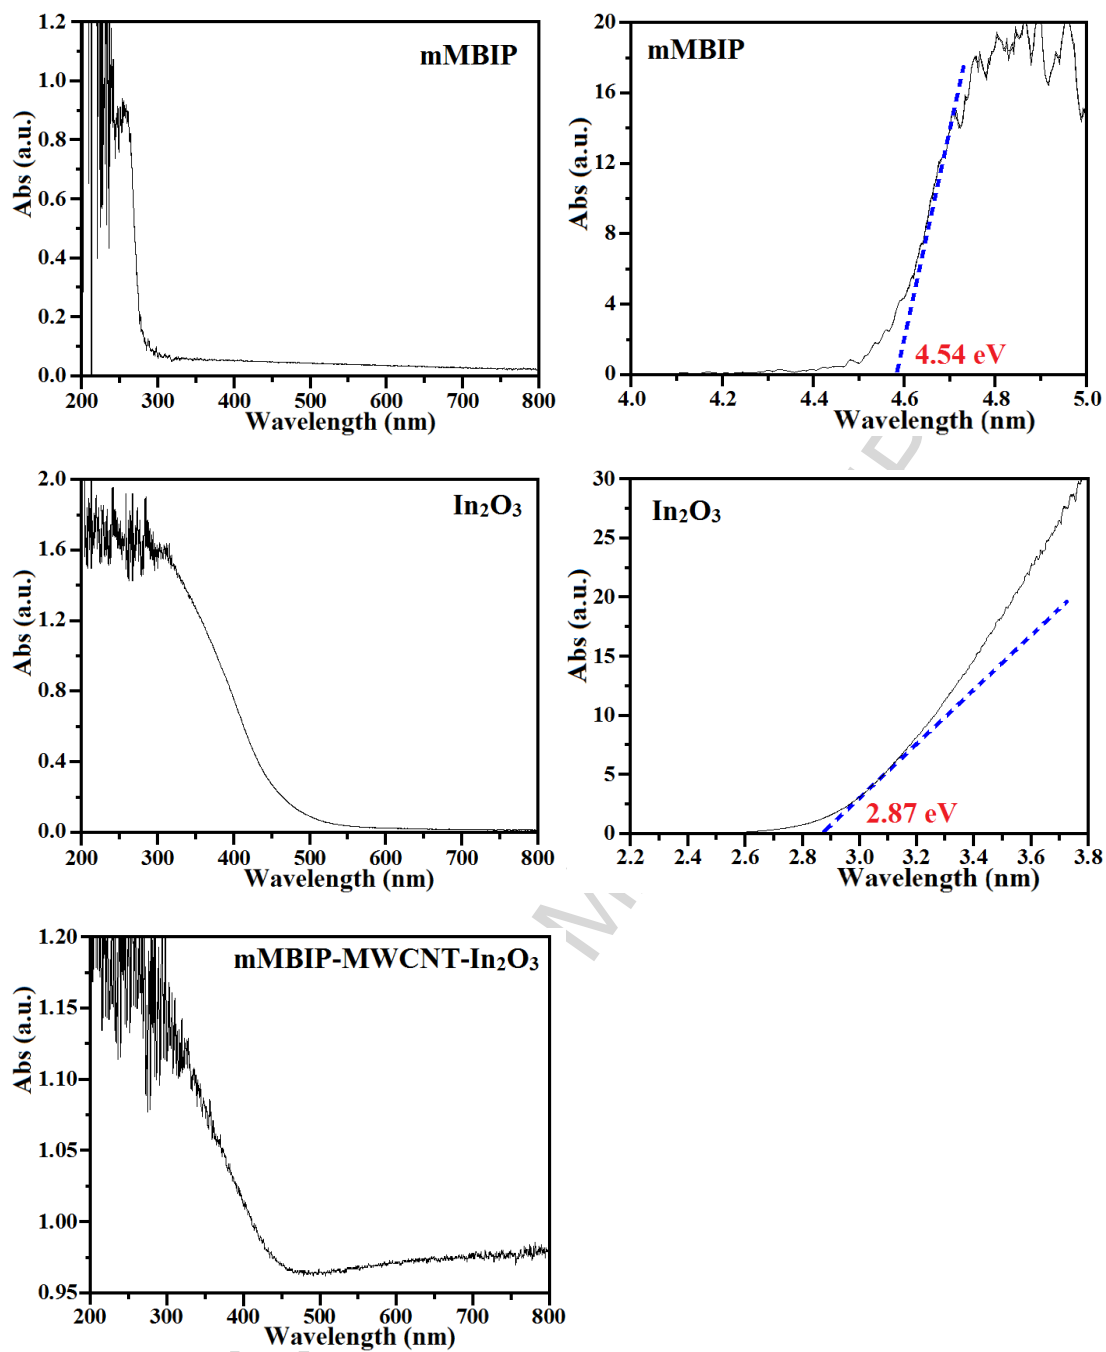 mMBIP
Abs (a.u.)
1.2
1.0
0.8
0.6
0.4
0.2
0.0
200 300 400 500 600 700 800
Wavelength (nm)
mMBIP
Abs (a.u.)
20
16
12
8
4
0
4.54 eV
4.0 4.2 4.4 4.6 4.8 5.0
Wavelength (nm)
In₂O₃
Abs (a.u.)
2.0
1.6
1.2
0.8
0.4
0.0
200 300 400 500 600 700 800
Wavelength (nm)
In₂O₃
Abs (a.u.)
30
25
20
15
10
5
0
2.87 eV
2.2 2.4 2.6 2.8 3.0 3.2 3.4 3.6 3.8
Wavelength (nm)
mMBIP-MWCNT-In₂O₃
Abs (a.u.)
1.20
1.15
1.10
1.05
1.00
0.95
200 300 400 500 600 700 800
Wavelength (nm)